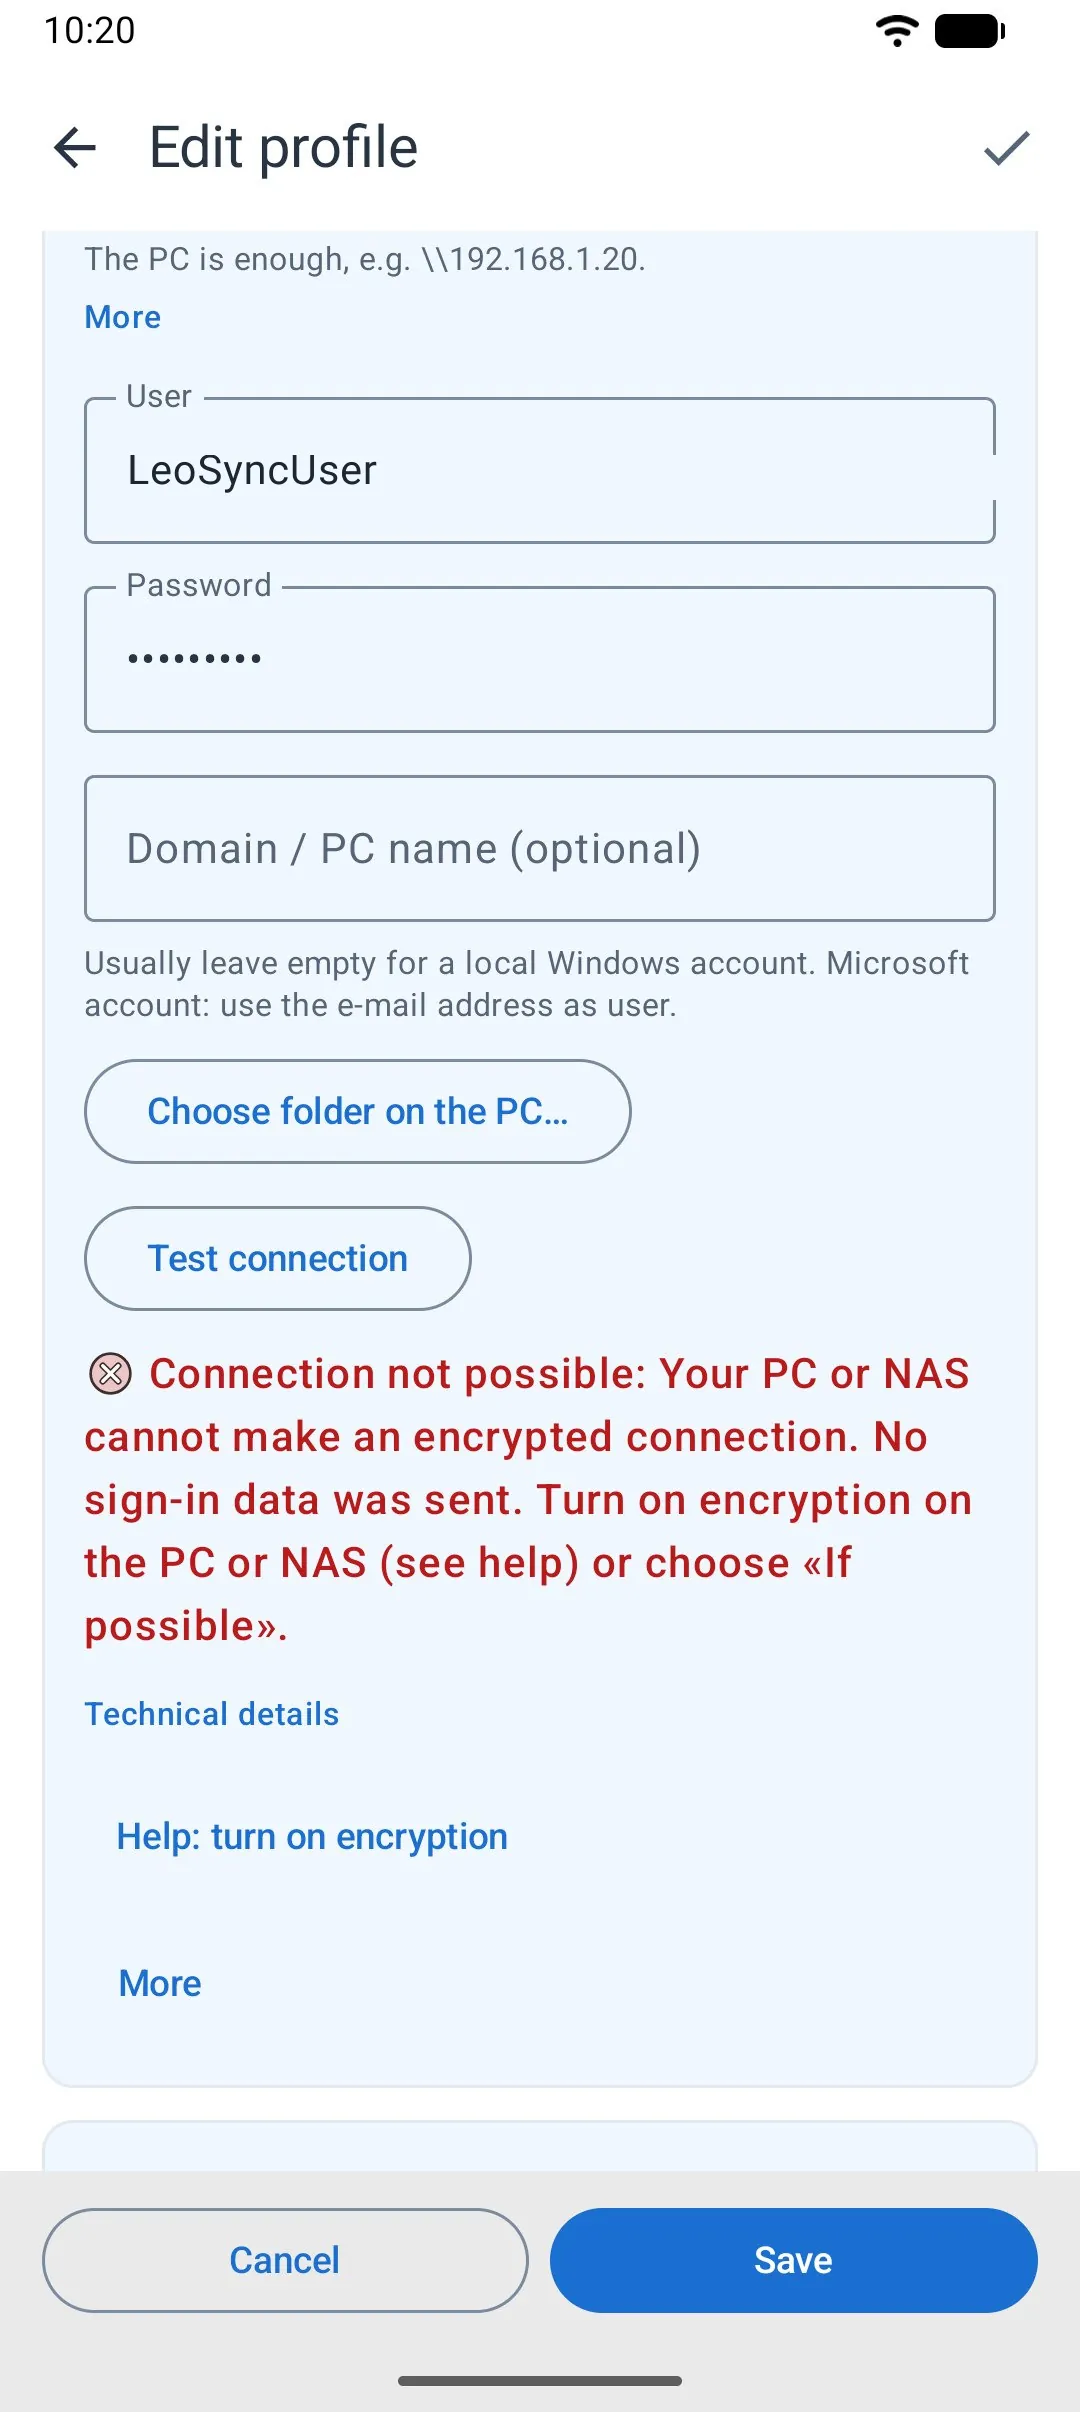 10:20
Edit profile
The PC is enough, e.g. \\192.168.1.20.
More
User
LeoSyncUser
Password
•••••••••
Domain / PC name (optional)
Usually leave empty for a local Windows account. Microsoft
account: use the e-mail address as user.
Choose folder on the PC...
Test connection
Connection not possible: Your PC or NAS
cannot make an encrypted connection. No
sign-in data was sent. Turn on encryption on
the PC or NAS (see help) or choose «If
possible».
Technical details
Help: turn on encryption
More
Cancel
Save